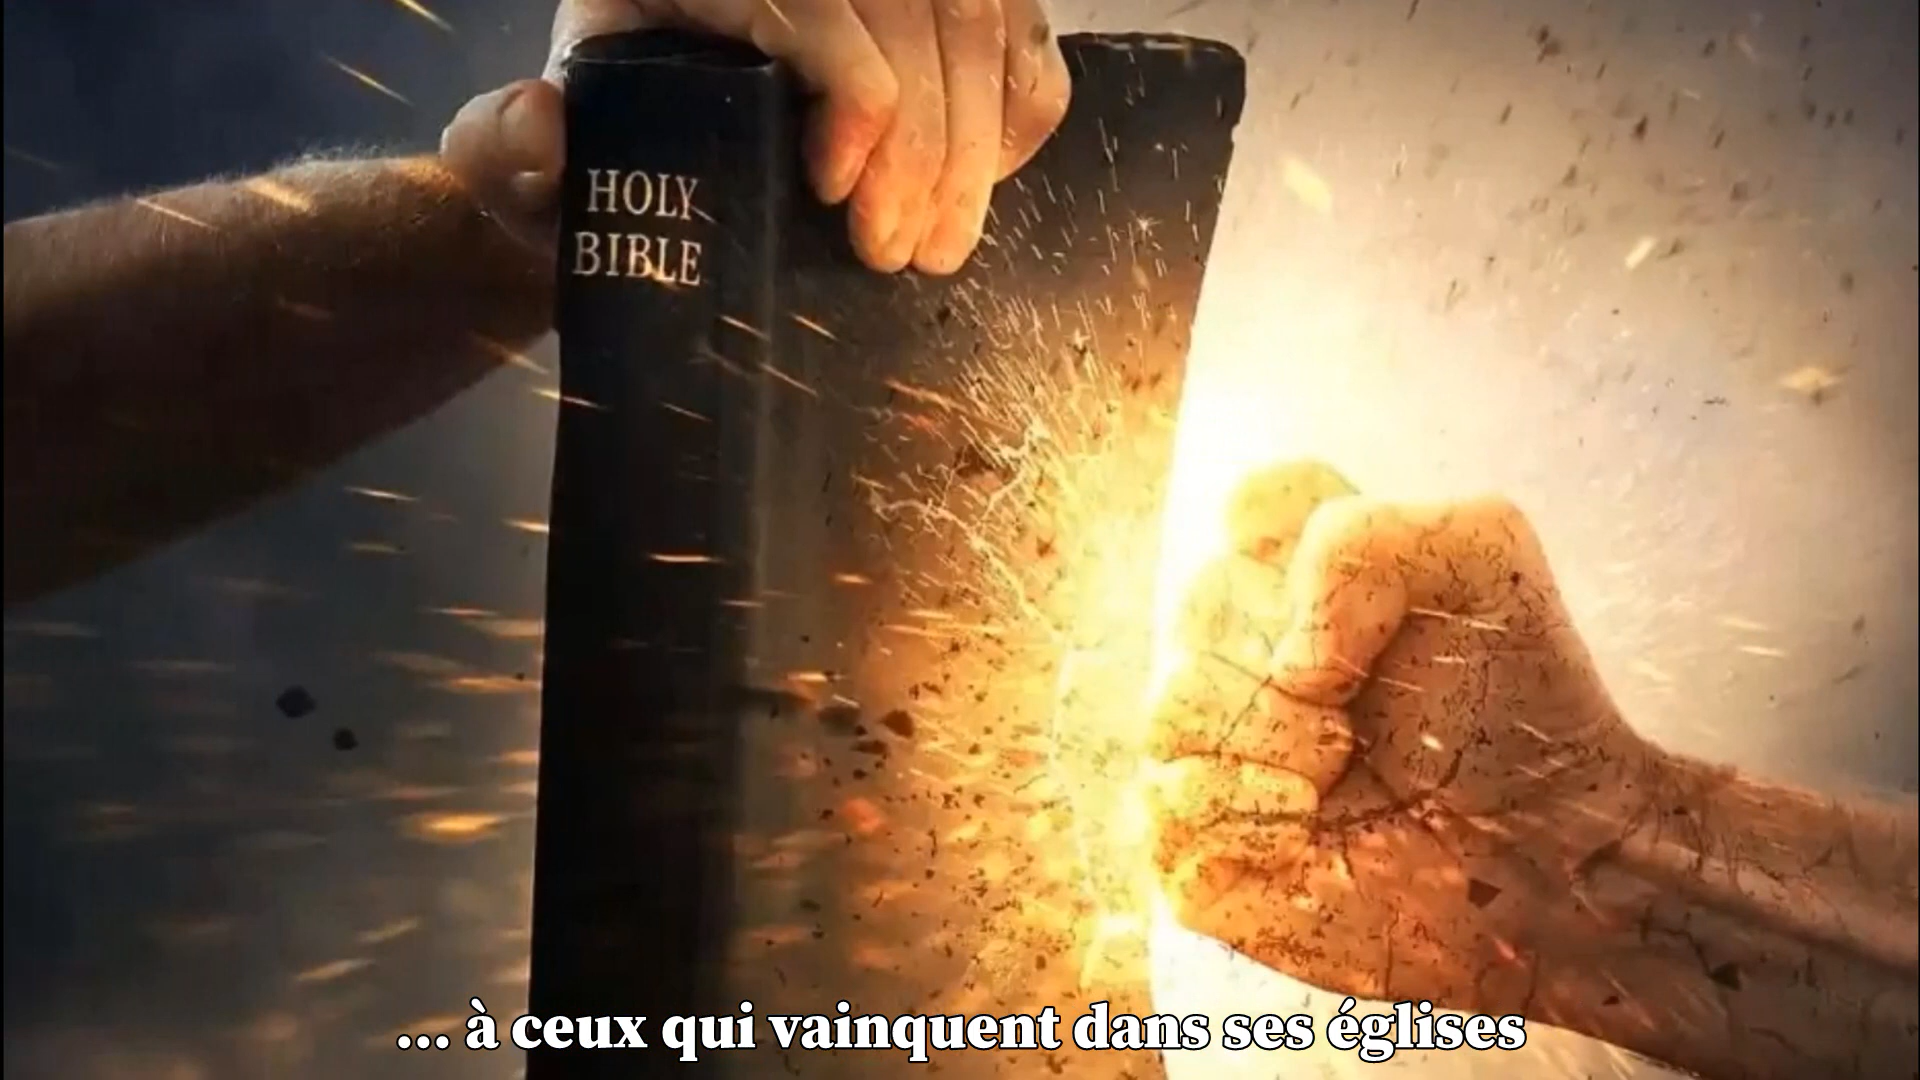 HOLY
BIBLE
... à ceux qui vainquent dans ses églises